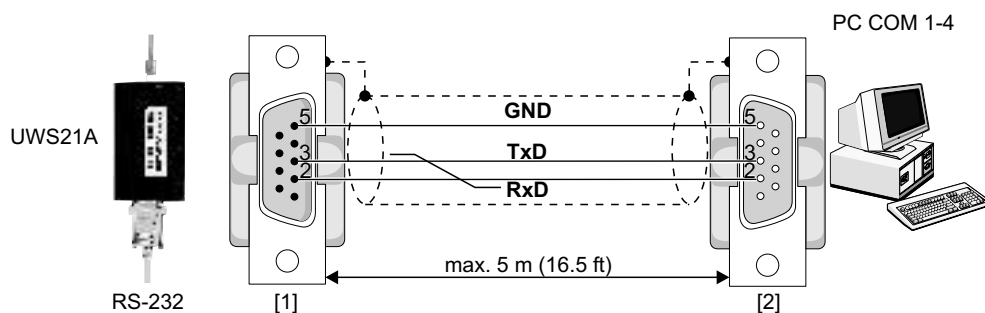 PC COM 1-4
UWS21A
5
GND
5
3
TxD
3
2
RxD
2
max. 5 m (16.5 ft)
RS-232
[1]
[2]